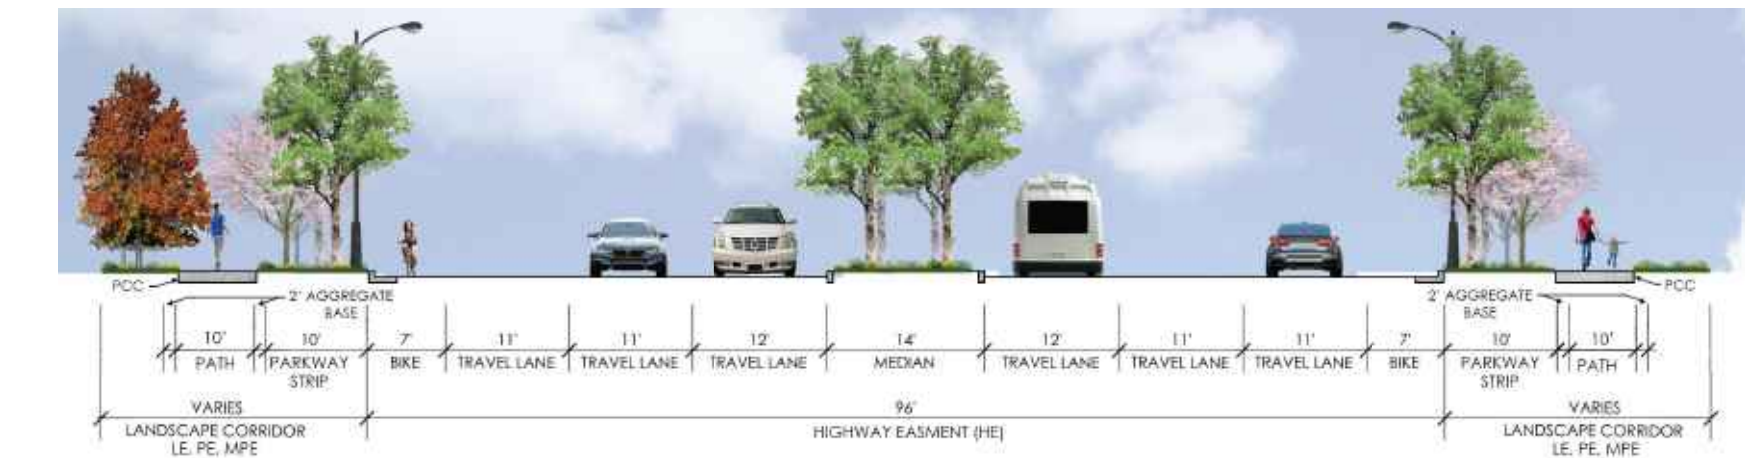 PCC
2' AGGREGATE
BASE
2' AGGREGATE
BASE
PCC
10'
10'
7'
11'
11'
12'
14'
12'
11'
11'
7'
10'
10'
PATH
PARKWAY
STRIP
BIKE
TRAVEL LANE
TRAVEL LANE
TRAVEL LANE
MEDIAN
TRAVEL LANE
TRAVEL LANE
TRAVEL LANE
BIKE
PARKWAY
STRIP
PATH
VARIES
LANDSCAPE CORRIDOR
LE, PE, MPE
96'
HIGHWAY EASMENT (HE)
VARIES
LANDSCAPE CORRIDOR
LE, PE, MPE